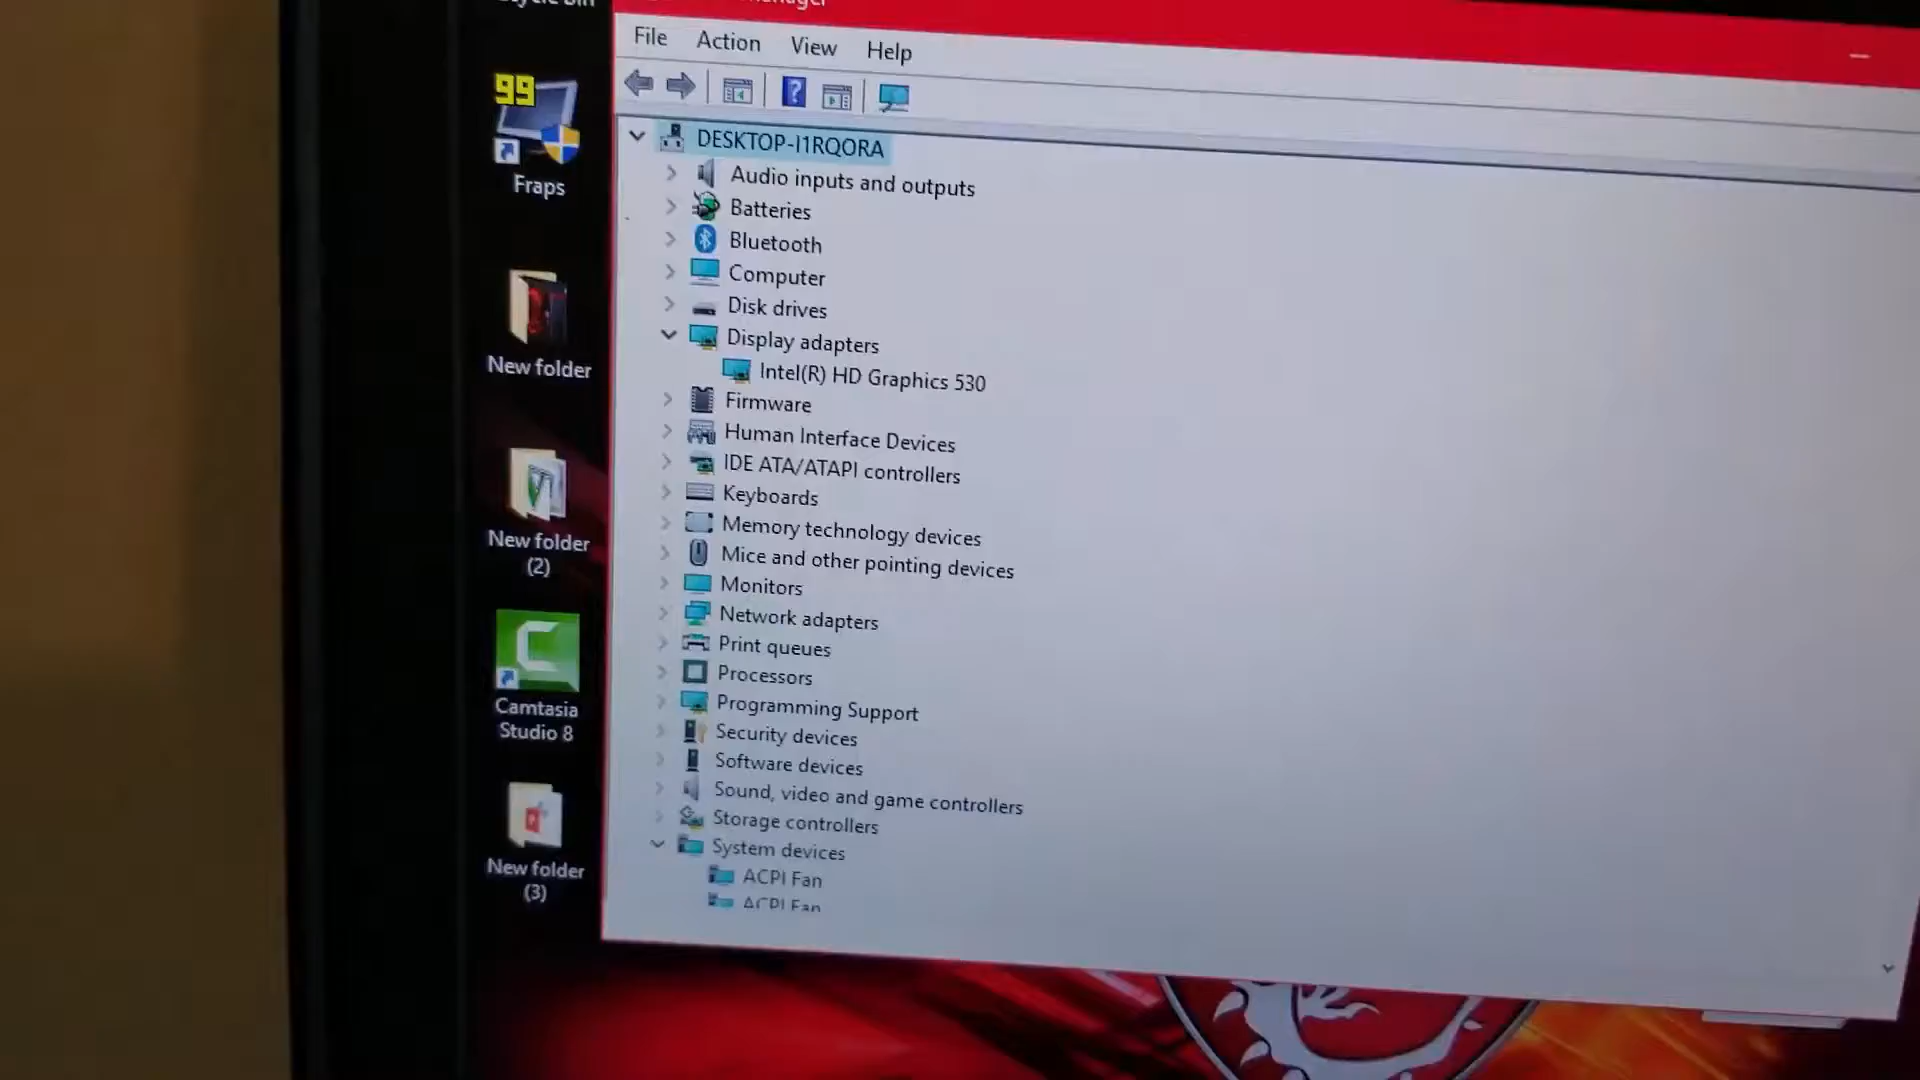 File Action View Help
99
Fraps
New folder
New folder
(2)
Camtasia
Studio 8
New folder
(3)
DESKTOP-I1RQORA
Audio inputs and outputs
Batteries
Bluetooth
Computer
Disk drives
Display adapters
Intel(R) HD Graphics 530
Firmware
Human Interface Devices
IDE ATA/ATAPI controllers
Keyboards
Memory technology devices
Mice and other pointing devices
Monitors
Network adapters
Print queues
Processors
Programming Support
Security devices
Software devices
Sound, video and game controllers
Storage controllers
System devices
ACPI Fan
ACPI Fan